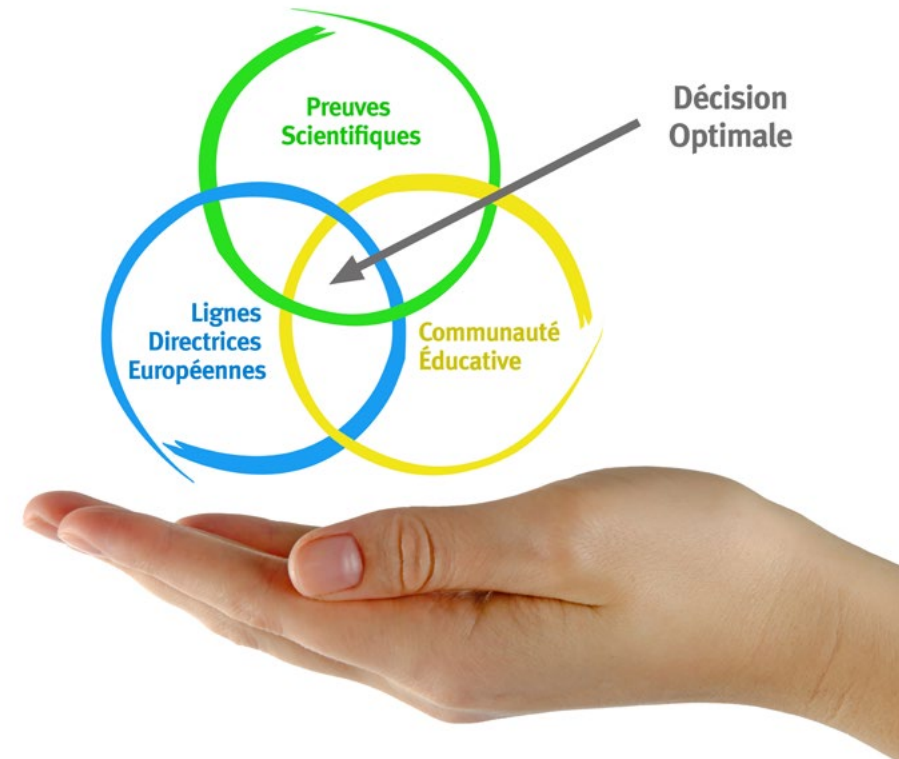 Preuves
Scientifiques
Décision
Optimale
Lignes
Directrices
Européennes
Communauté
Éducative